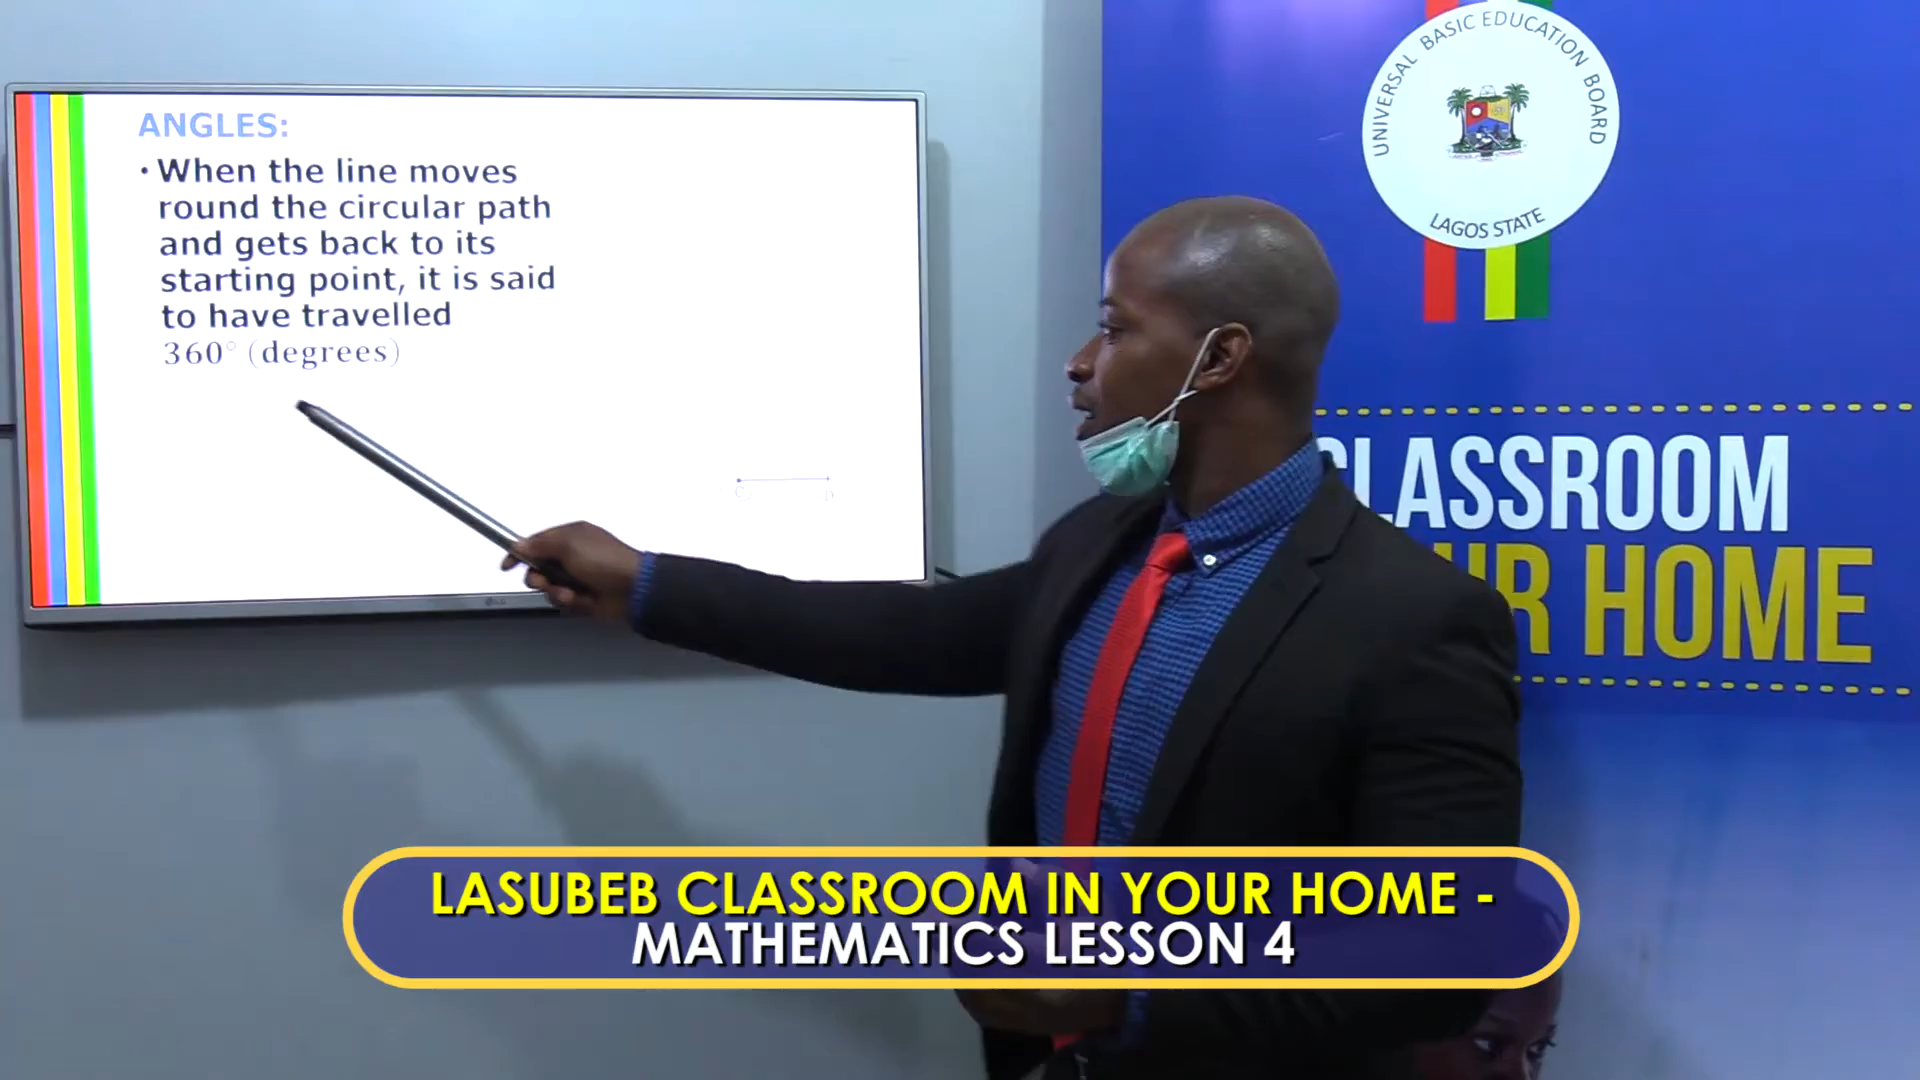 ANGLES:
• When the line moves
round the circular path
and gets back to its
starting point, it is said
to have travelled
360° (degrees)
C D
LG
UNIVERSAL BASIC EDUCATION BOARD
LAGOS STATE
CLASSROOM
UR HOME
LASUBEB CLASSROOM IN YOUR HOME -
MATHEMATICS LESSON 4